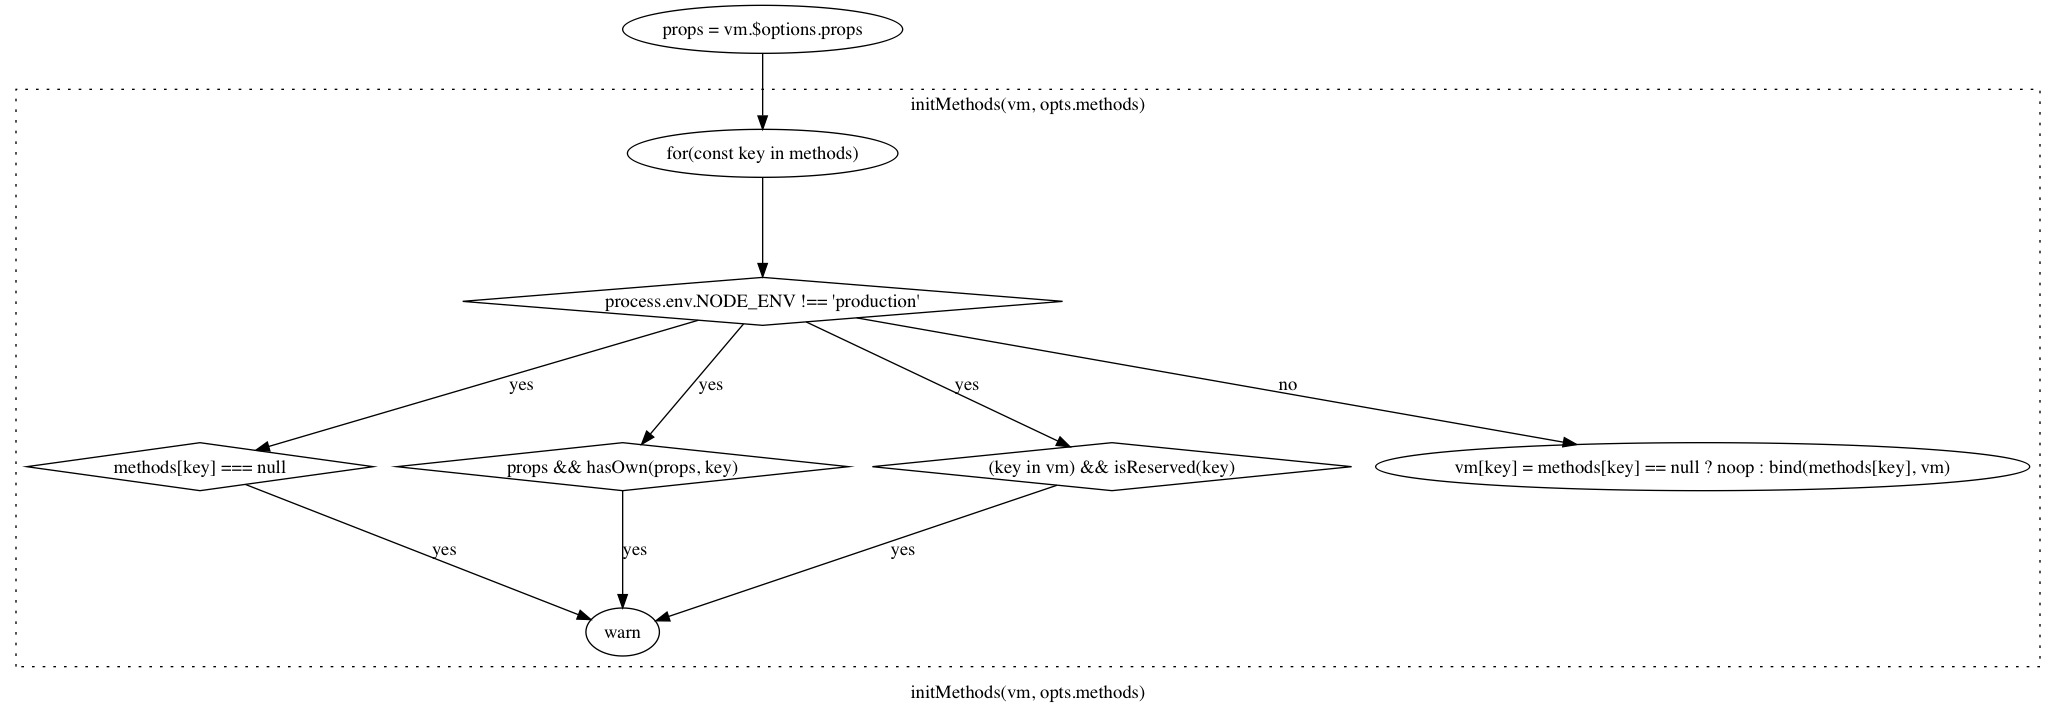 props = vm.$options.props
initMethods(vm, opts.methods)
for(const key in methods)
process.env.NODE_ENV !== 'production'
yes
yes
yes
no
methods[key] === null
props && hasOwn(props, key)
(key in vm) && isReserved(key)
vm[key] = methods[key] == null ? noop : bind(methods[key], vm)
yes
yes
yes
warn
initMethods(vm, opts.methods)